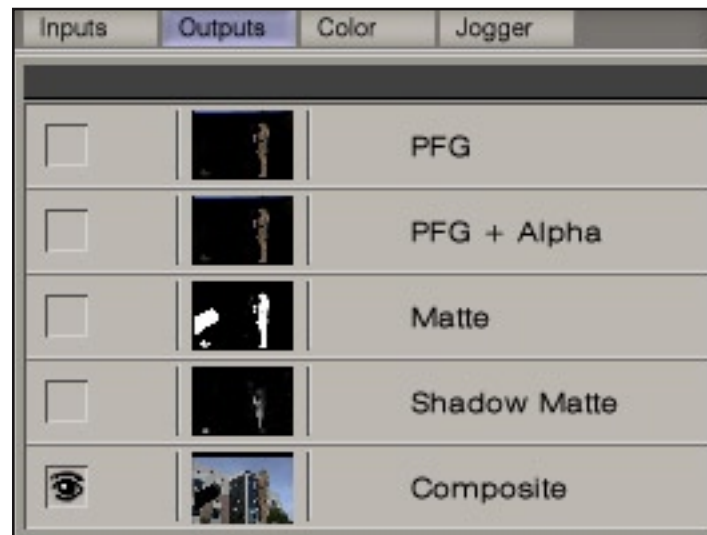 Inputs Outputs Color Jogger
PFG
PFG + Alpha
Matte
Shadow Matte
Composite